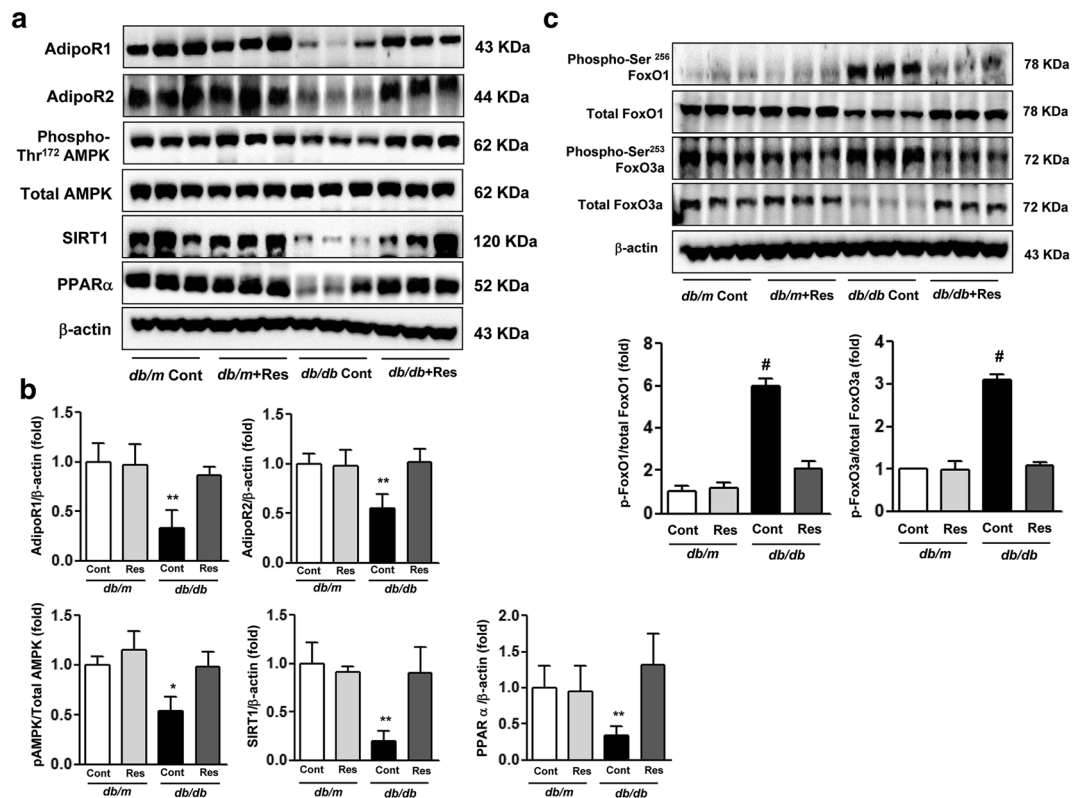 a
AdipoR1
43 KDa
AdipoR2
44 KDa
Phospho-
Thr172 AMPK
62 KDa
Total AMPK
62 KDa
SIRT1
120 KDa
PPARα
52 KDa
β-actin
43 KDa
db/m Cont db/m+Res db/db Cont db/db+Res
b
AdipoR1/β-actin (fold)
1.5
1.0
0.5
0.0
**
Cont Res Cont Res
db/m db/db
AdipoR2/β-actin (fold)
1.5
1.0
0.5
0.0
**
Cont Res Cont Res
db/m db/db
pAMPK/Total AMPK (fold)
1.5
1.0
0.5
0.0
*
Cont Res Cont Res
db/m db/db
SIRT1/β-actin (fold)
1.5
1.0
0.5
0.0
**
Cont Res Cont Res
db/m db/db
PPAR α /β-actin (fold)
2.0
1.5
1.0
0.5
0.0
**
Cont Res Cont Res
db/m db/db
c
Phospho-Ser 256
FoxO1
78 KDa
Total FoxO1
78 KDa
Phospho-Ser253
FoxO3a
72 KDa
Total FoxO3a
72 KDa
β-actin
43 KDa
db/m Cont db/m+Res db/db Cont db/db+Res
p-FoxO1/total FoxO1 (fold)
8
6
4
2
0
#
Cont Res Cont Res
db/m db/db
p-FoxO3a/total FoxO3a (fold)
4
3
2
1
0
#
Cont Res Cont Res
db/m db/db